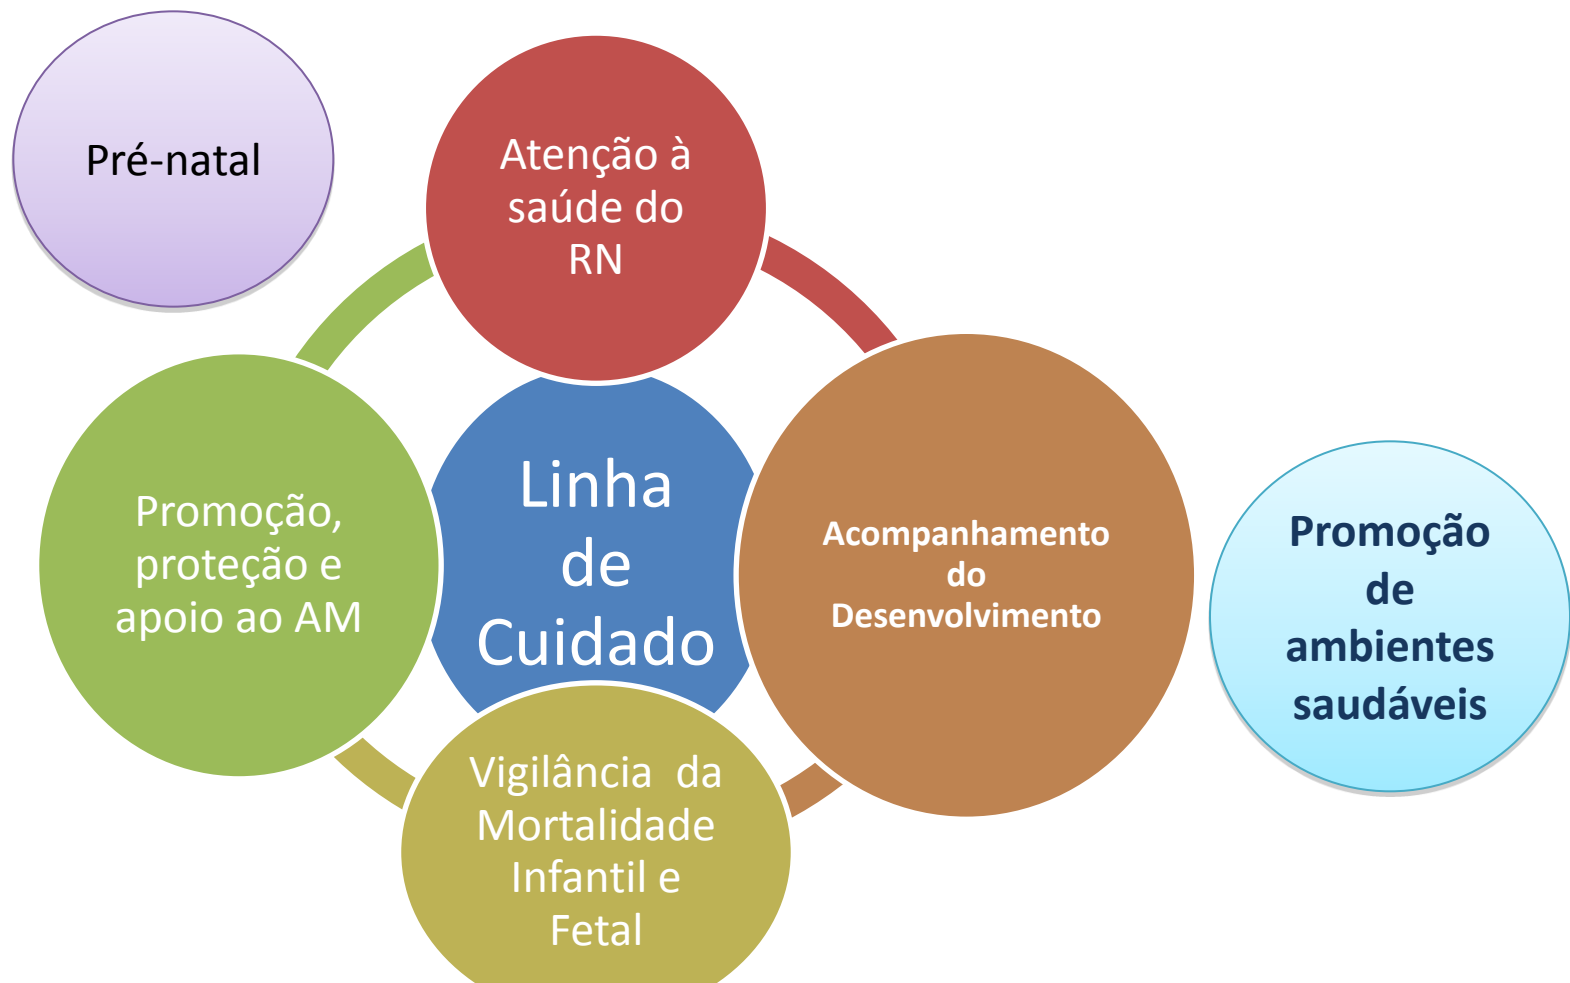 Pré-natal
Atenção à
saúde do
RN
Promoção,
proteção e
apoio ao AM
Linha
de
Cuidado
Acompanhamento
do
Desenvolvimento
Promoção
de
ambientes
saudáveis
Vigilância da
Mortalidade
Infantil e
Fetal